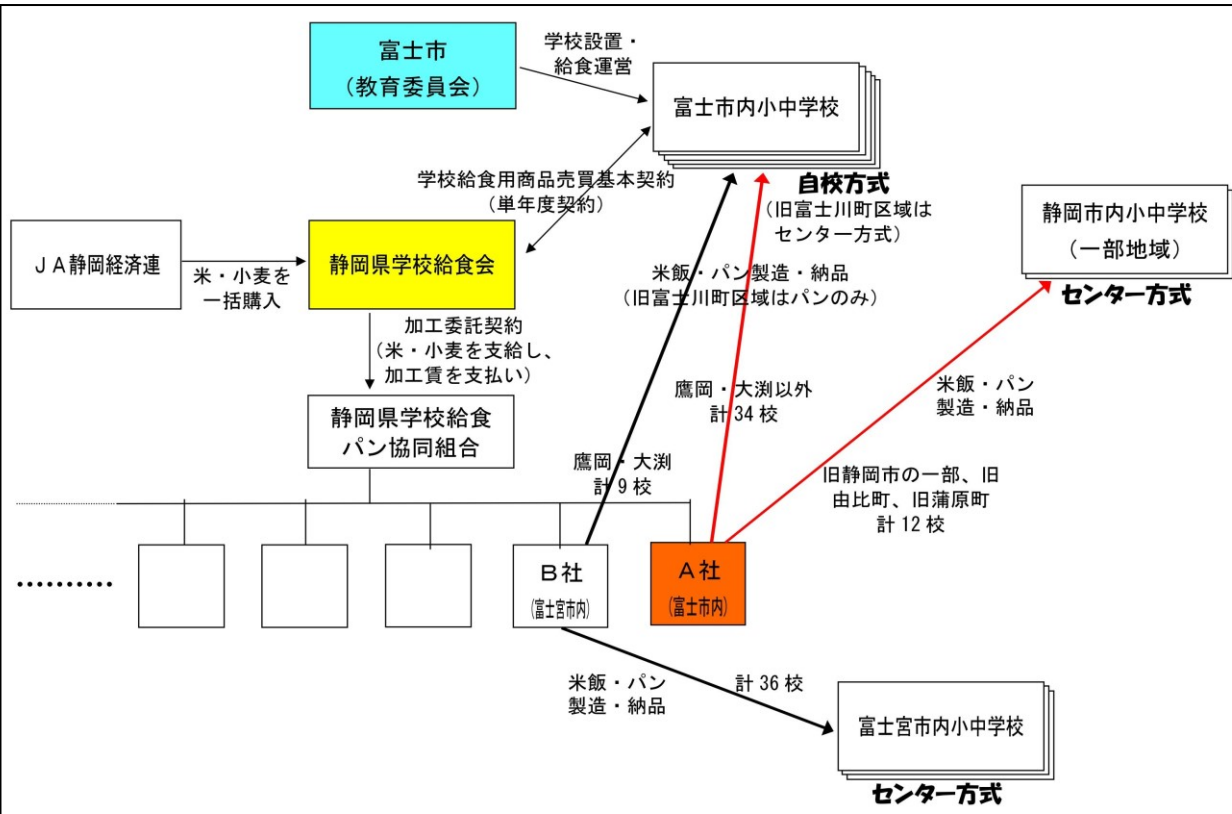 富士市
（教育委員会）
学校設置・
給食運営
富士市内小中学校
自校方式
（旧富士川町区域は
センター方式）
学校給食用商品売買基本契約
（単年度契約）
静岡市内小中学校
（一部地域）
センター方式
ＪＡ静岡経済連
米・小麦を
一括購入
静岡県学校給食会
米飯・パン製造・納品
（旧富士川町区域はパンのみ）
加工委託契約
（米・小麦を支給し、
加工賃を支払い）
鷹岡・大渕以外
計 34 校
米飯・パン
製造・納品
静岡県学校給食
パン協同組合
鷹岡・大渕
計 9 校
旧静岡市の一部、旧
由比町、旧蒲原町
計 12 校
Ｂ社
(富士宮市内)
Ａ社
(富士市内)
米飯・パン
製造・納品
計 36 校
富士宮市内小中学校
センター方式